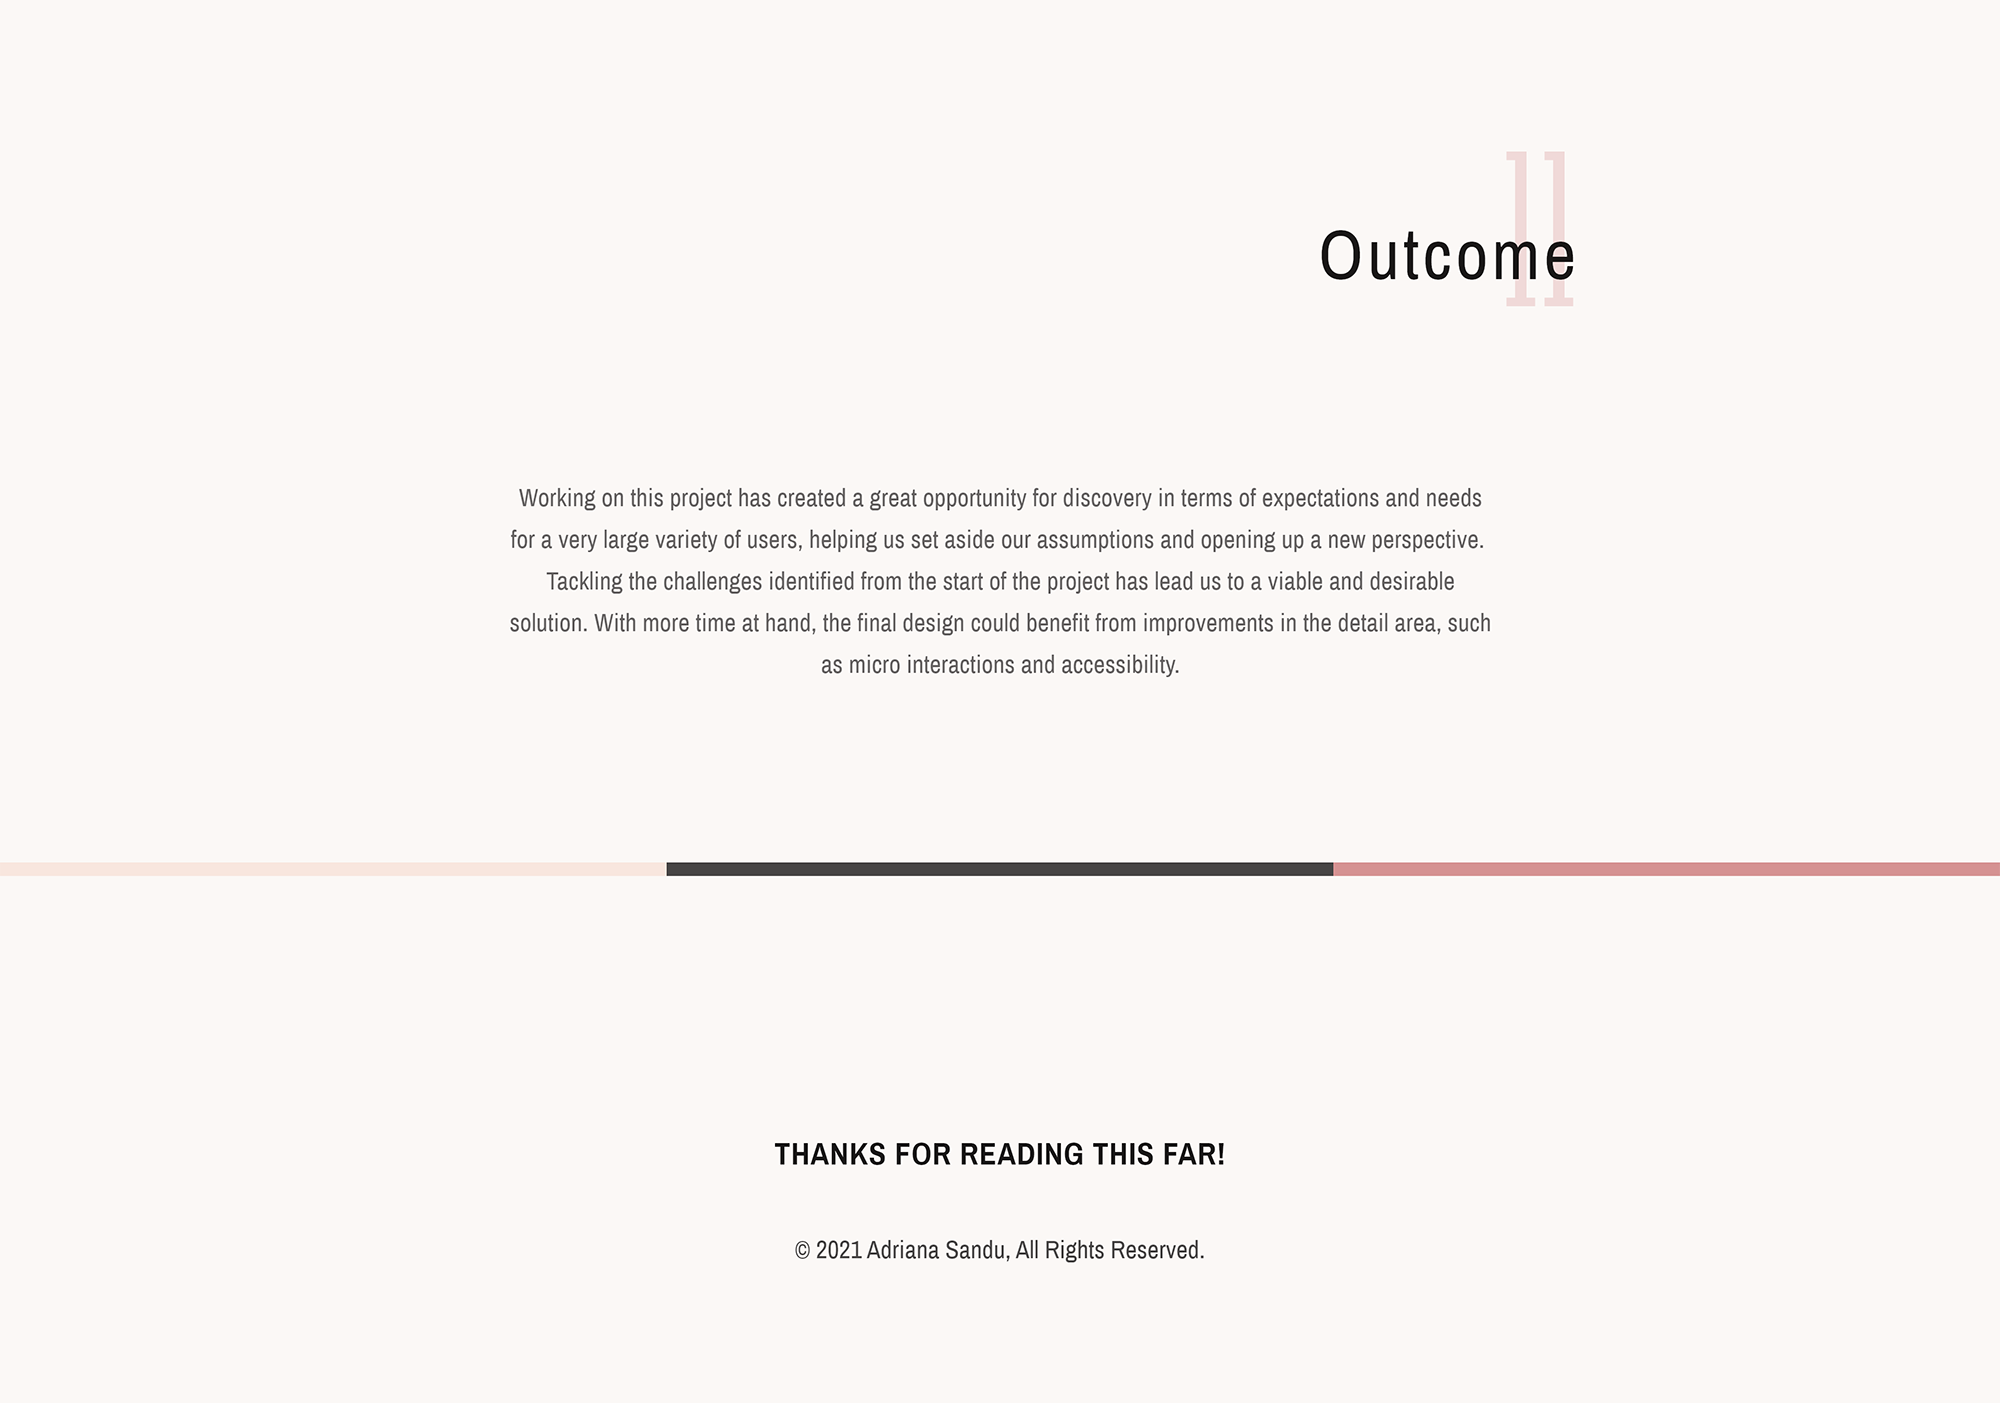 11
Outcome
Working on this project has created a great opportunity for discovery in terms of expectations and needs
for a very large variety of users, helping us set aside our assumptions and opening up a new perspective.
Tackling the challenges identified from the start of the project has lead us to a viable and desirable
solution. With more time at hand, the final design could benefit from improvements in the detail area, such
as micro interactions and accessibility.
THANKS FOR READING THIS FAR!
© 2021 Adriana Sandu, All Rights Reserved.